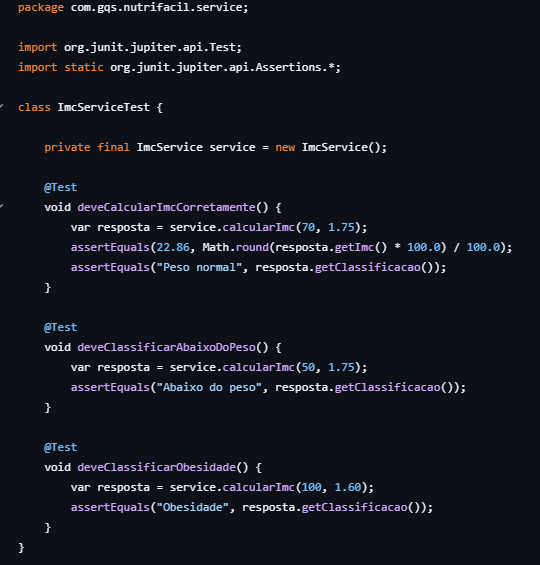 package com.gqs.nutrifacil.service;
import org.junit.jupiter.api.Test;
import static org.junit.jupiter.api.Assertions.*;
class ImcServiceTest {
private final ImcService service = new ImcService();
@Test
void deveCalcularImcCorretamente() {
var resposta = service.calcularImc(70, 1.75);
assertEquals(22.86, Math.round(resposta.getImc() * 100.0) / 100.0);
assertEquals("Peso normal", resposta.getClassificacao());
}
@Test
void deveClassificarAbaixoDoPeso() {
var resposta = service.calcularImc(50, 1.75);
assertEquals("Abaixo do peso", resposta.getClassificacao());
}
@Test
void deveClassificarObesidade() {
var resposta = service.calcularImc(100, 1.60);
assertEquals("Obesidade", resposta.getClassificacao());
}
}